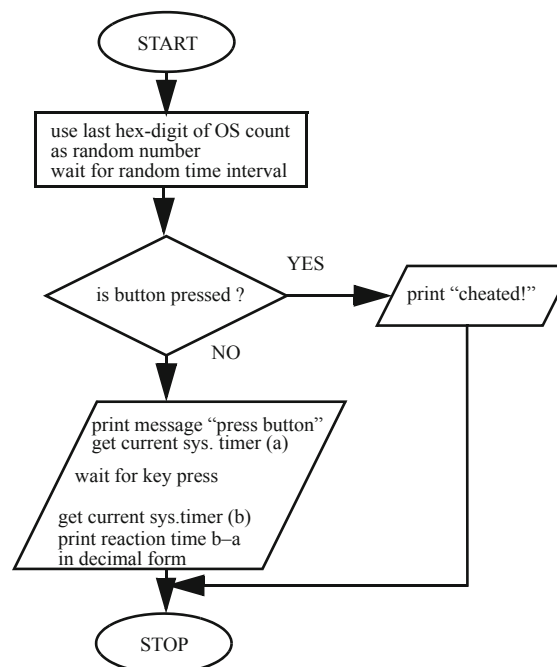 START
use last hex-digit of OS count
as random number
wait for random time interval
is button pressed ?
YES
print “cheated!”
NO
print message “press button”
get current sys. timer (a)
wait for key press
get current sys.timer (b)
print reaction time b–a
in decimal form
STOP